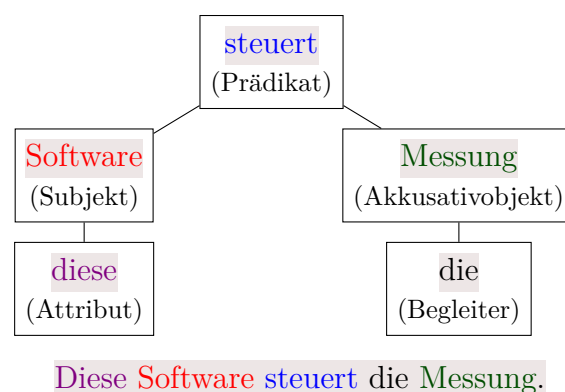 steuert
(Prädikat)
Software
(Subjekt)
Messung
(Akkusativobjekt)
diese
(Attribut)
die
(Begleiter)
Diese Software steuert die Messung.